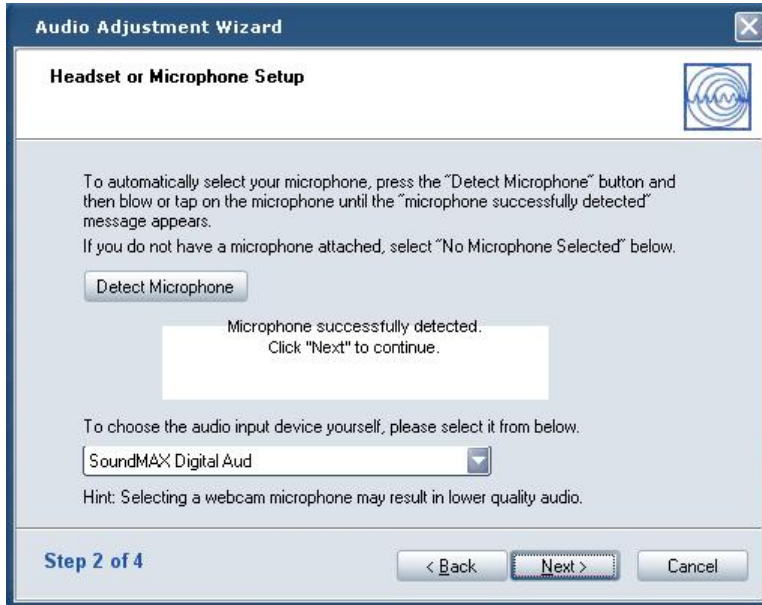 Audio Adjustment Wizard
Headset or Microphone Setup
To automatically select your microphone, press the "Detect Microphone" button and
then blow or tap on the microphone until the "microphone successfully detected"
message appears.
If you do not have a microphone attached, select "No Microphone Selected" below.
Detect Microphone
Microphone successfully detected.
Click "Next" to continue.
To choose the audio input device yourself, please select it from below.
SoundMAX Digital Aud
Hint: Selecting a webcam microphone may result in lower quality audio.
Step 2 of 4
< Back
Next >
Cancel